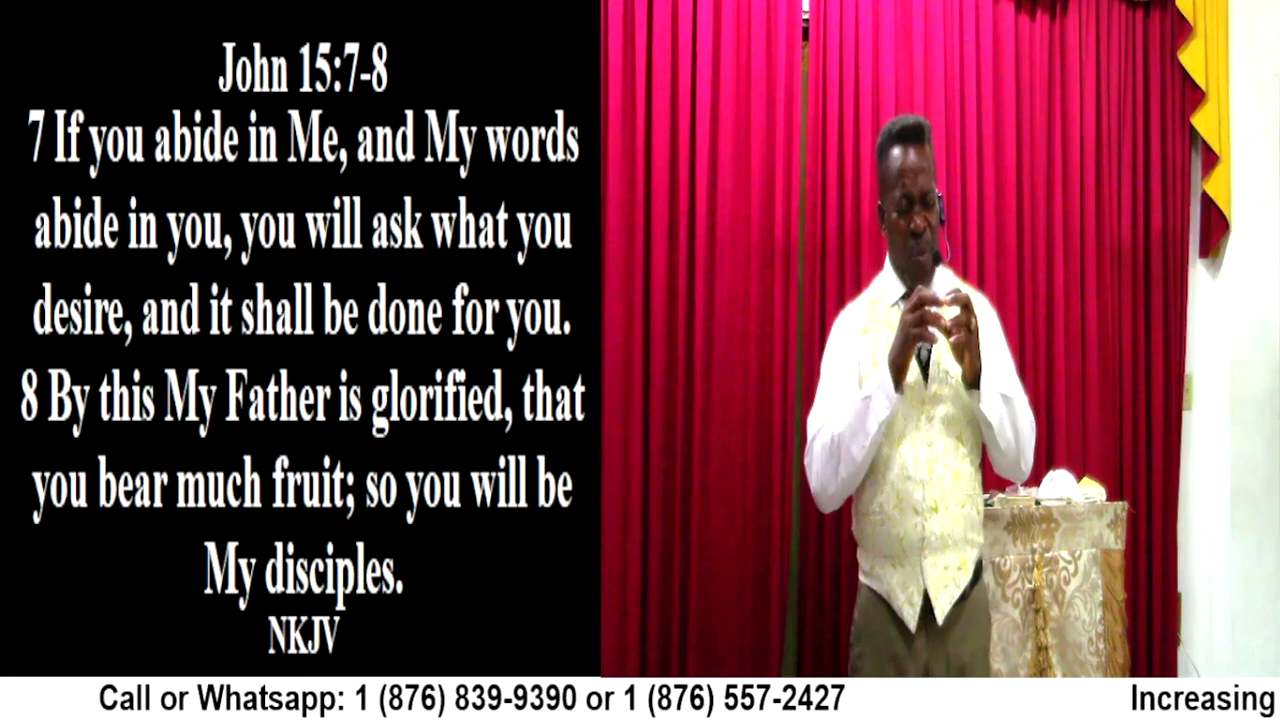 John 15:7-8
7 If you abide in Me, and My words
abide in you, you will ask what you
desire, and it shall be done for you.
8 By this My Father is glorified, that
you bear much fruit; so you will be
My disciples.
NKJV
Call or Whatsapp: 1 (876) 839-9390 or 1 (876) 557-2427
Increasing